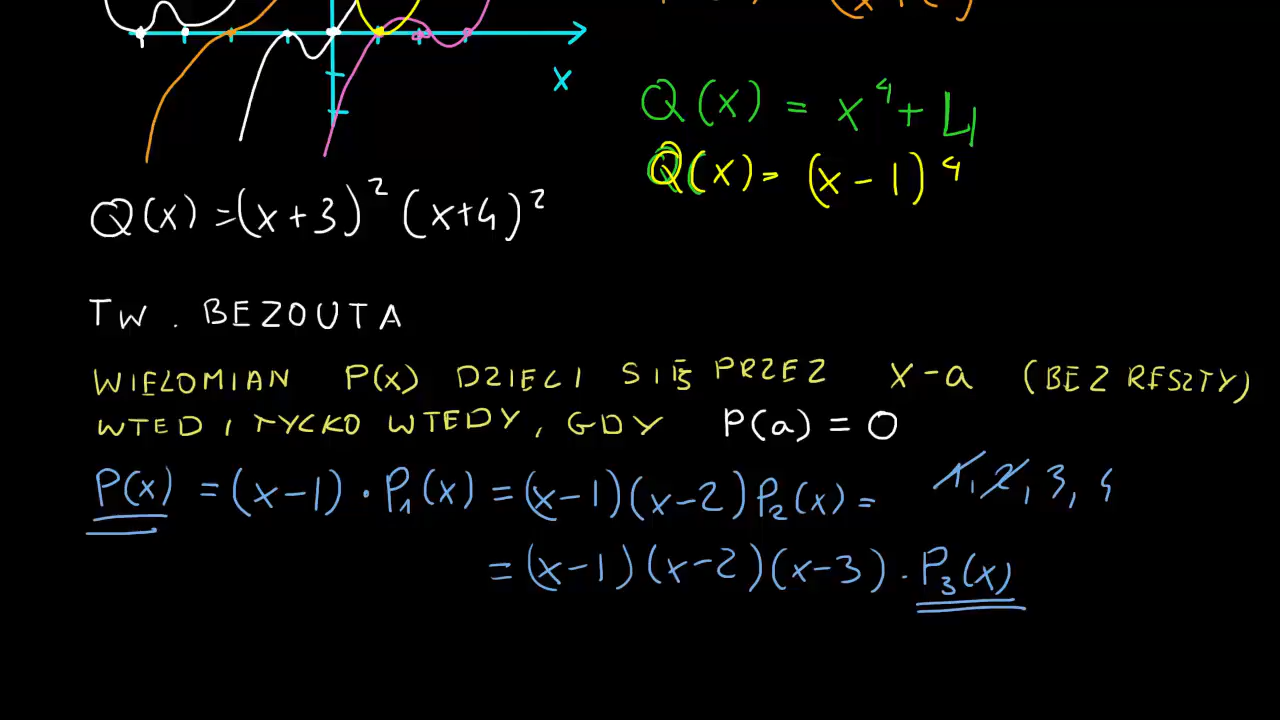 x
Q(x) = x⁴ + 4
Q(x) = (x-1)⁴
Q(x) = (x+3)² (x+4)²
TW. BEZOUTA
WIELOMIAN P(x) DZIELI SIĘ PRZEZ x-a (BEZ RESZTY)
WTED I TYLKO WTEDY, GDY P(a) = 0
P(x) = (x-1) · P₁(x) = (x-1)(x-2)P₂(x) = 1, 2, 3, 4
= (x-1)(x-2)(x-3) · P₃(x)